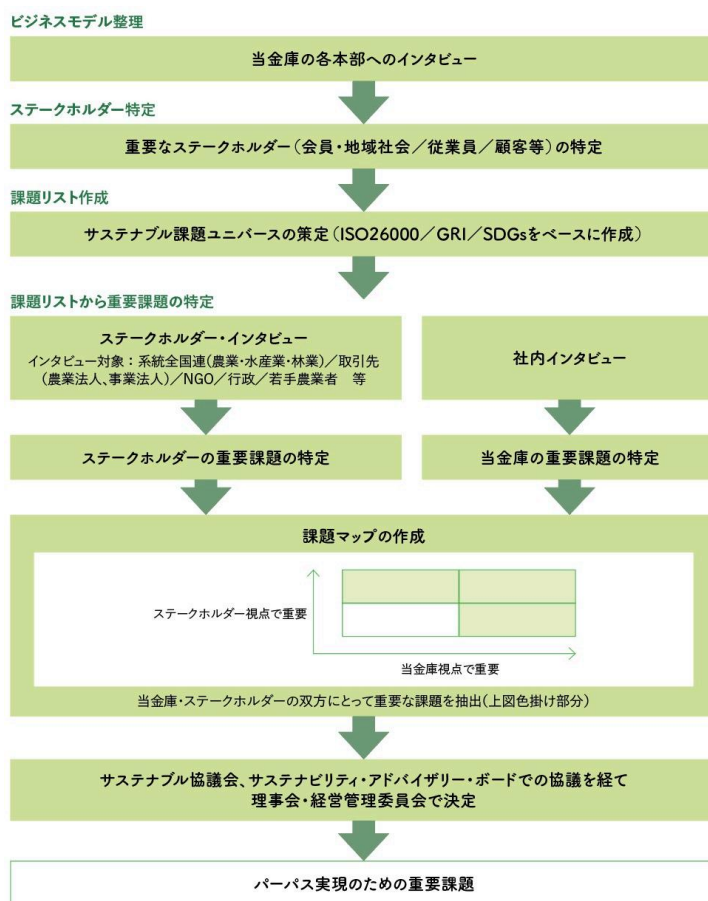 ビジネスモデル整理
当金庫の各本部へのインタビュー
ステークホルダー特定
重要なステークホルダー(会員・地域社会/従業員/顧客等)の特定
課題リスト作成
サステナブル課題ユニバースの策定(ISO26000/GRI/SDGsをベースに作成)
課題リストから重要課題の特定
ステークホルダー・インタビュー
インタビュー対象:系統全国連(農業・水産業・林業)/取引先
(農業法人、事業法人)/NGO/行政/若手農業者 等
社内インタビュー
ステークホルダーの重要課題の特定
当金庫の重要課題の特定
課題マップの作成
ステークホルダー視点で重要
当金庫視点で重要
当金庫・ステークホルダーの双方にとって重要な課題を抽出(上図色掛け部分)
サステナブル協議会、サステナビリティ・アドバイザリー・ボードでの協議を経て
理事会・経営管理委員会で決定
パーパス実現のための重要課題